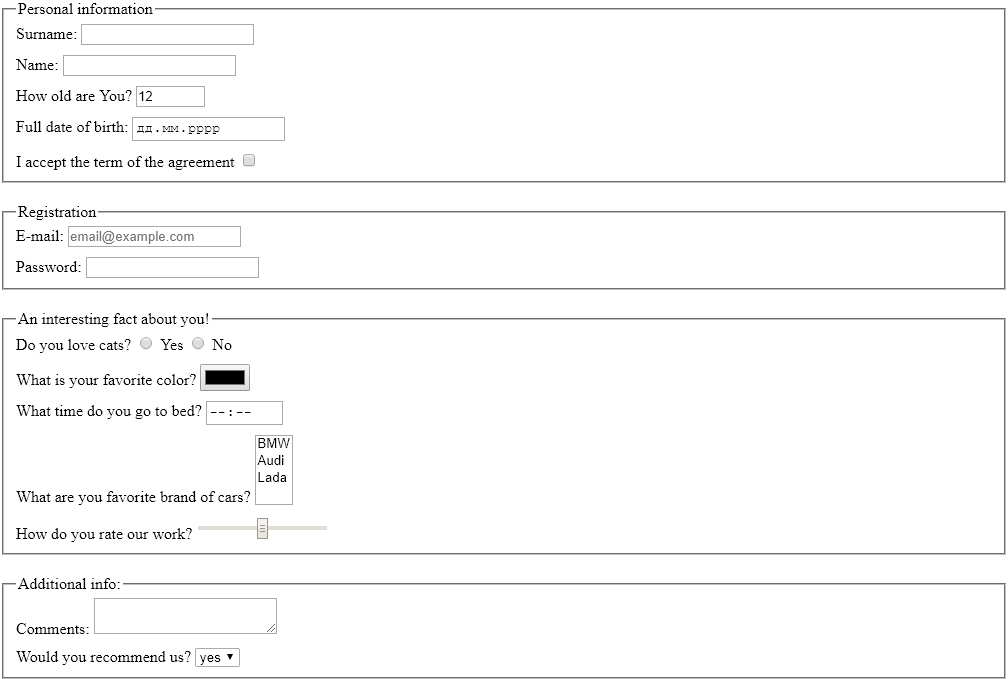 Personal information
Surname:
Name:
How old are You? 12
Full date of birth: дд.мм.рррр
I accept the term of the agreement
Registration
E-mail: email@example.com
Password:
An interesting fact about you!
Do you love cats? Yes No
What is your favorite color?
What time do you go to bed? --:--
BMW
Audi
Lada
What are you favorite brand of cars?
How do you rate our work?
Additional info:
Comments:
Would you recommend us? yes